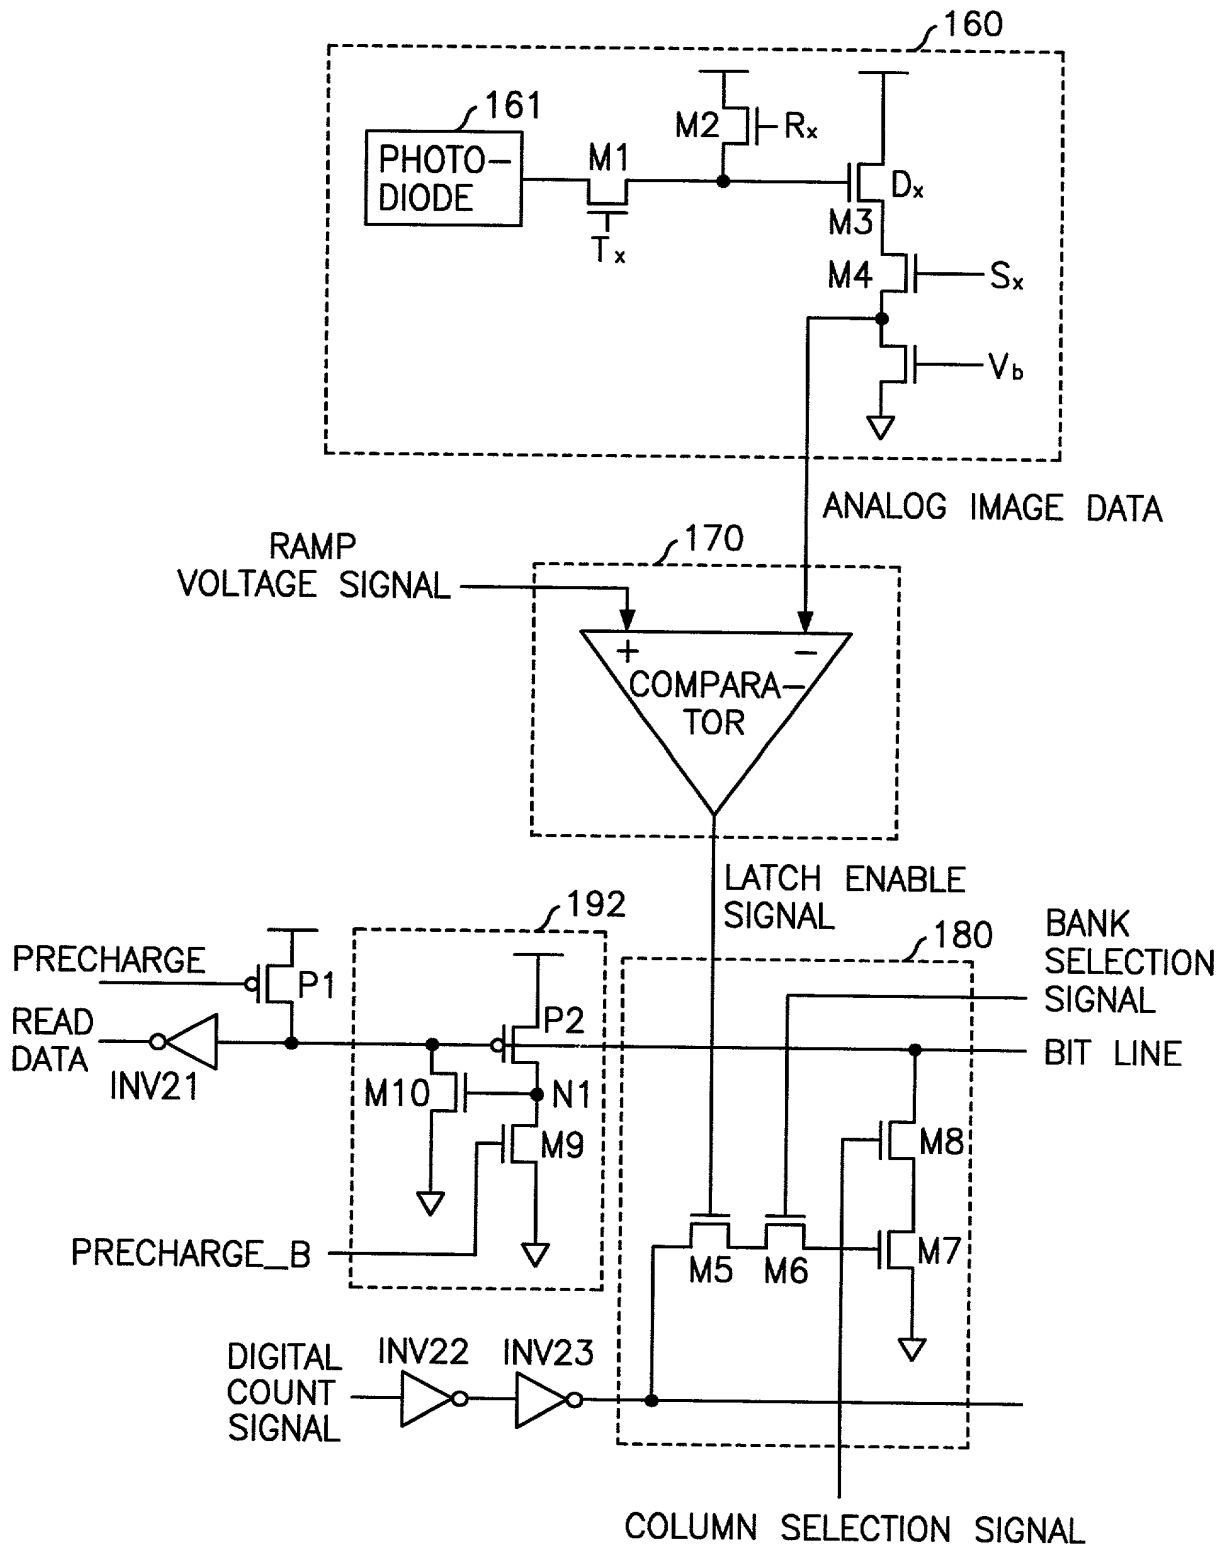 160
161
PHOTO-
DIODE
M1
Tx
M2
Rx
Dx
M3
M4
Sx
Vb
ANALOG IMAGE DATA
RAMP
VOLTAGE SIGNAL
170
+
−
COMPARA-
TOR
LATCH ENABLE
SIGNAL
192
180
BANK
SELECTION
SIGNAL
PRECHARGE
P1
READ
DATA
INV21
P2
BIT LINE
M10
N1
M9
M8
PRECHARGE_B
M5
M6
M7
DIGITAL
COUNT
SIGNAL
INV22
INV23
COLUMN SELECTION SIGNAL